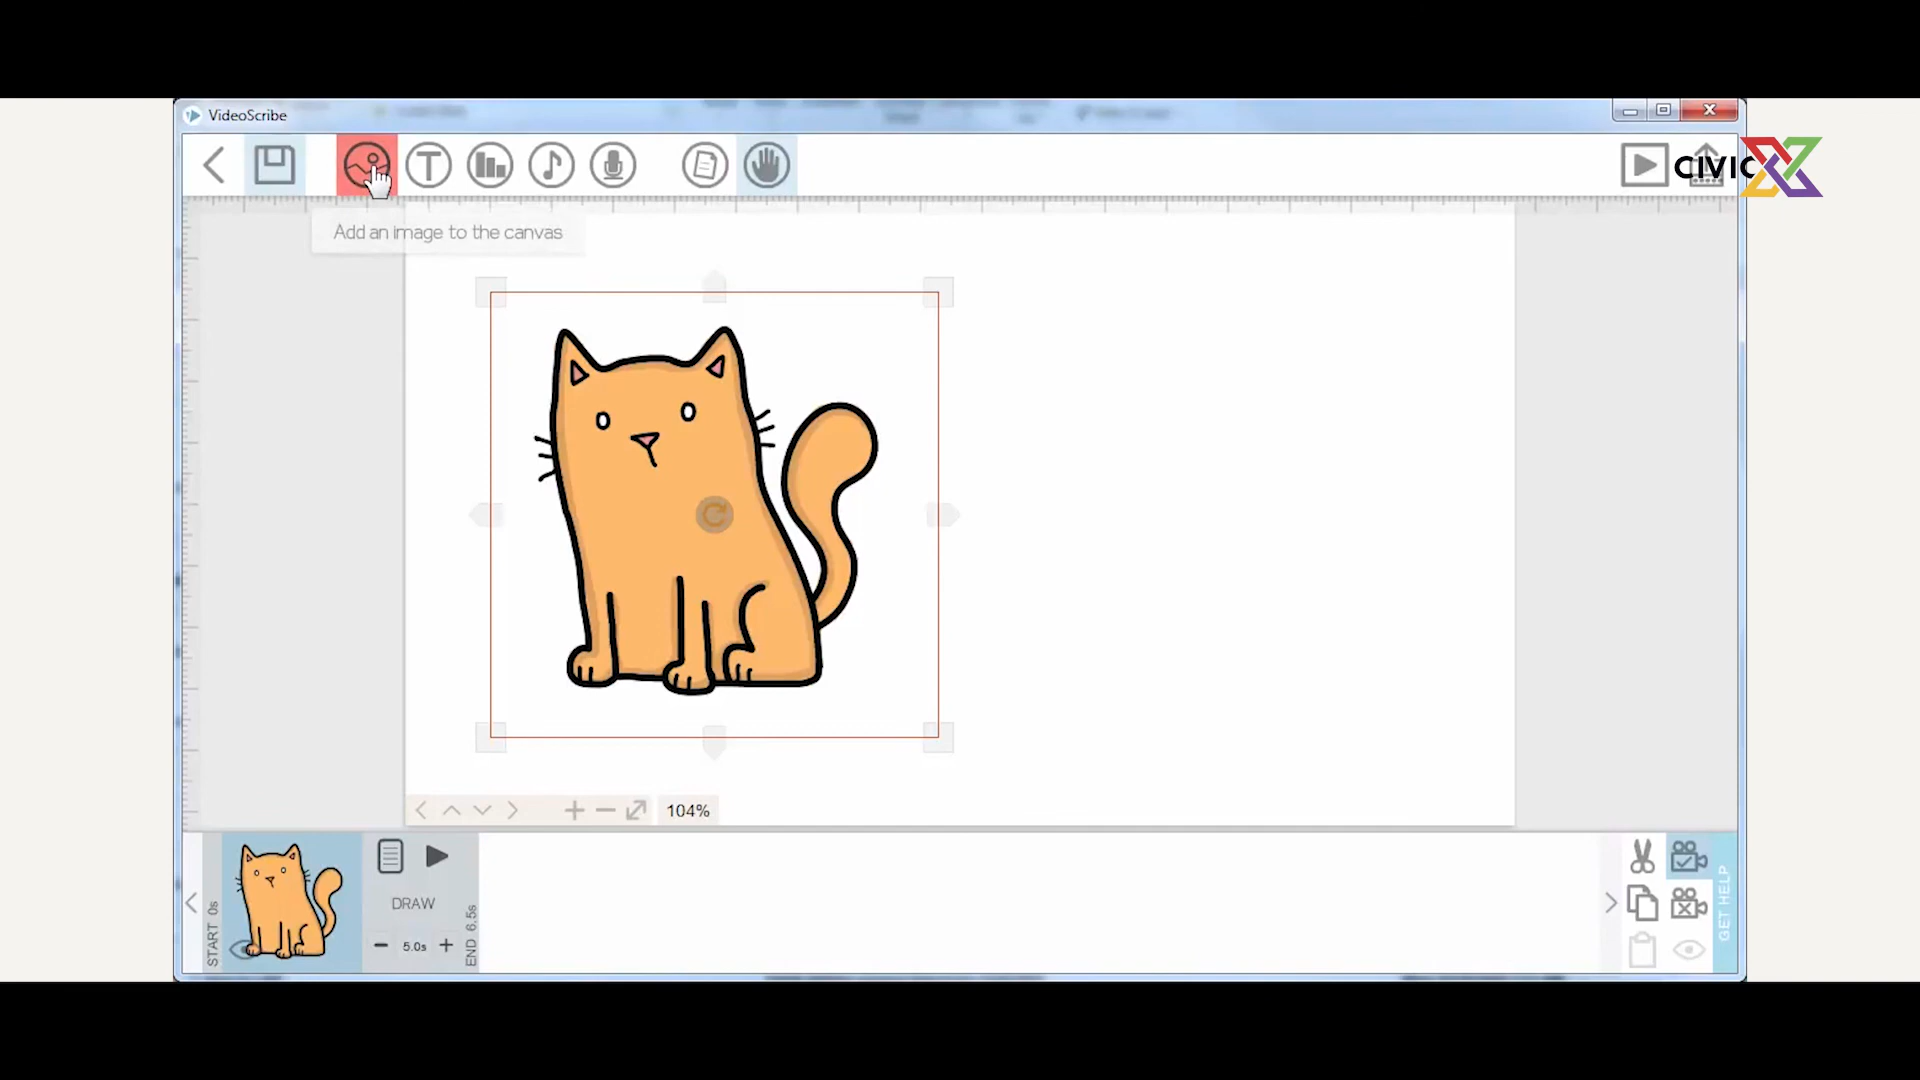 VideoScribe
CIVIC
Add an image to the canvas
104%
START 0s
DRAW
5.0s
END 6.5s
GET HELP